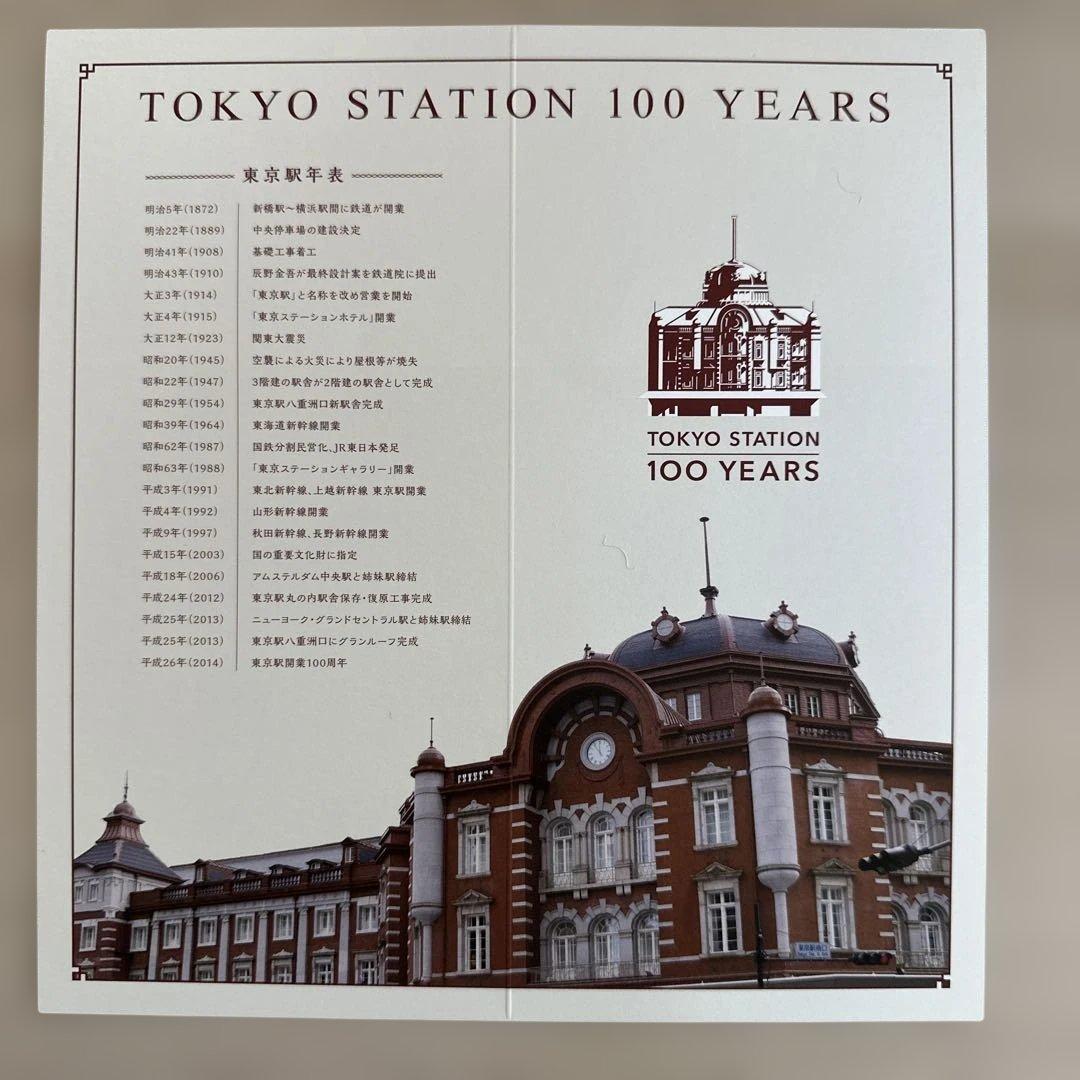 TOKYO STATION 100 YEARS
東京駅年表
明治5年(1872) 新橋駅～横浜駅間に鉄道が開業
明治22年(1889) 中央停車場の建設決定
明治41年(1908) 基礎工事着工
明治43年(1910) 辰野金吾が最終設計案を鉄道院に提出
大正3年(1914) 「東京駅」と名称を改め営業を開始
大正4年(1915) 「東京ステーションホテル」開業
大正12年(1923) 関東大震災
昭和20年(1945) 空襲による火災により屋根等が焼失
昭和22年(1947) 3階建の駅舎が2階建の駅舎として完成
昭和29年(1954) 東京駅八重洲口新駅舎完成
昭和39年(1964) 東海道新幹線開業
昭和62年(1987) 国鉄分割民営化、JR東日本発足
昭和63年(1988) 「東京ステーションギャラリー」開業
平成3年(1991) 東北新幹線、上越新幹線 東京駅開業
平成4年(1992) 山形新幹線開業
平成9年(1997) 秋田新幹線、長野新幹線開業
平成15年(2003) 国の重要文化財に指定
平成18年(2006) アムステルダム中央駅と姉妹駅締結
平成24年(2012) 東京駅丸の内駅舎保存・復原工事完成
平成25年(2013) ニューヨーク・グランドセントラル駅と姉妹駅締結
平成25年(2013) 東京駅八重洲口にグランルーフ完成
平成26年(2014) 東京駅開業100周年
TOKYO STATION
100 YEARS